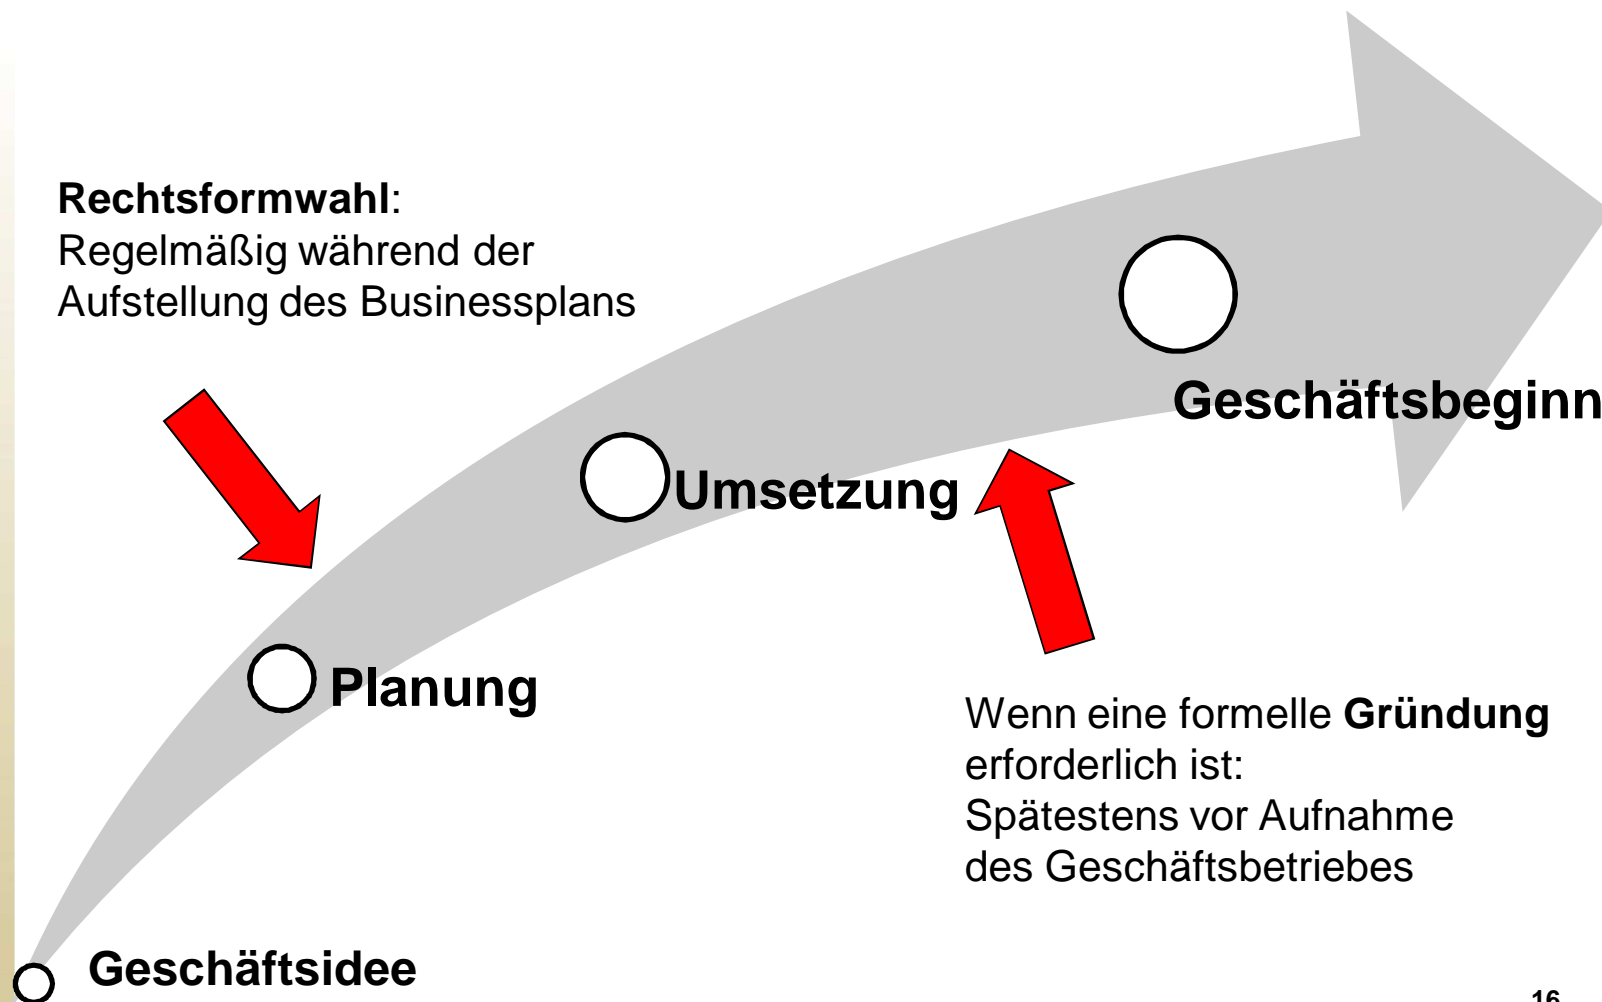 Rechtsformwahl:
Regelmäßig während der
Aufstellung des Businessplans
Geschäftsbeginn
Umsetzung
Planung
Wenn eine formelle Gründung
erforderlich ist:
Spätestens vor Aufnahme
des Geschäftsbetriebes
Geschäftsidee
16